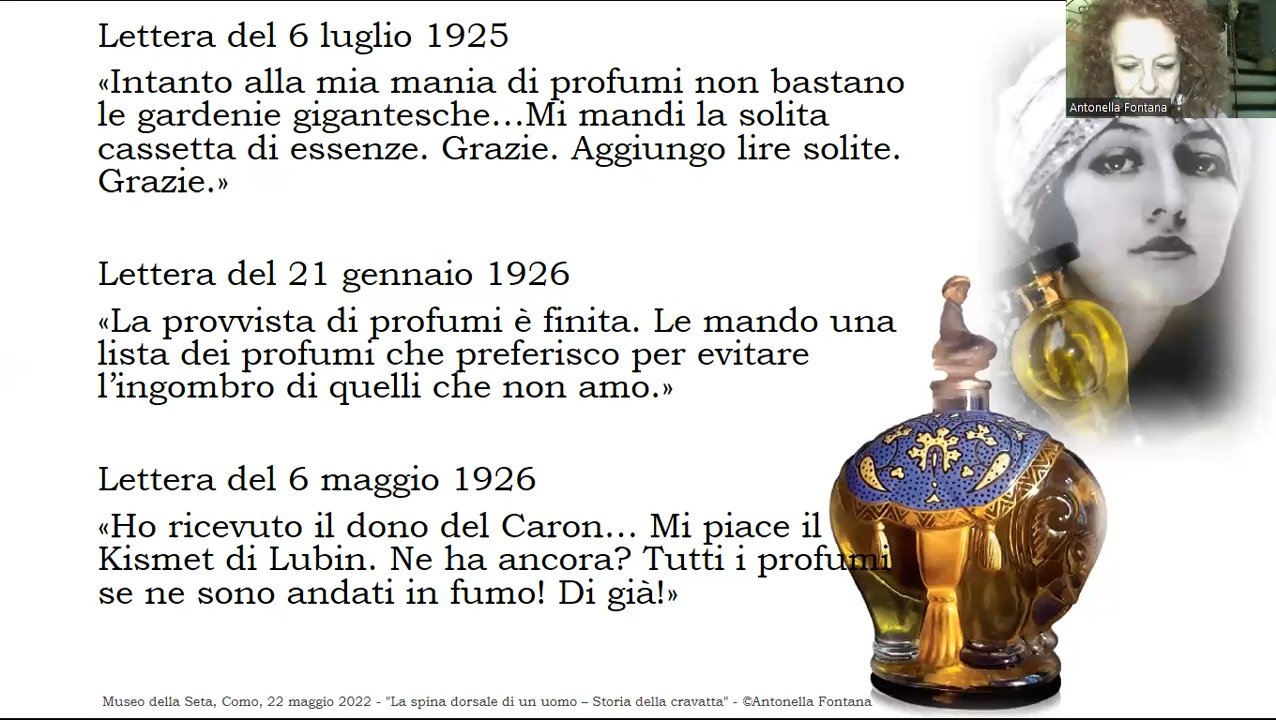 Lettera del 6 luglio 1925
«Intanto alla mia mania di profumi non bastano
le gardenie gigantesche…Mi mandi la solita
cassetta di essenze. Grazie. Aggiungo lire solite.
Grazie.»
Lettera del 21 gennaio 1926
«La provvista di profumi è finita. Le mando una
lista dei profumi che preferisco per evitare
l’ingombro di quelli che non amo.»
Lettera del 6 maggio 1926
«Ho ricevuto il dono del Caron… Mi piace il
Kismet di Lubin. Ne ha ancora? Tutti i profumi
se ne sono andati in fumo! Di già!»
Antonella Fontana
Museo della Seta, Como, 22 maggio 2022 - "La spina dorsale di un uomo – Storia della cravatta" - ©Antonella Fontana